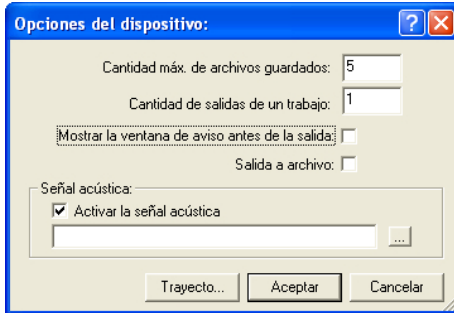 Opciones del dispositivo:
Cantidad máx. de archivos guardados: 5
Cantidad de salidas de un trabajo: 1
Mostrar la ventana de aviso antes de la salida:
Salida a archivo:
Señal acústica:
Activar la señal acústica
...
Trayecto... Aceptar Cancelar